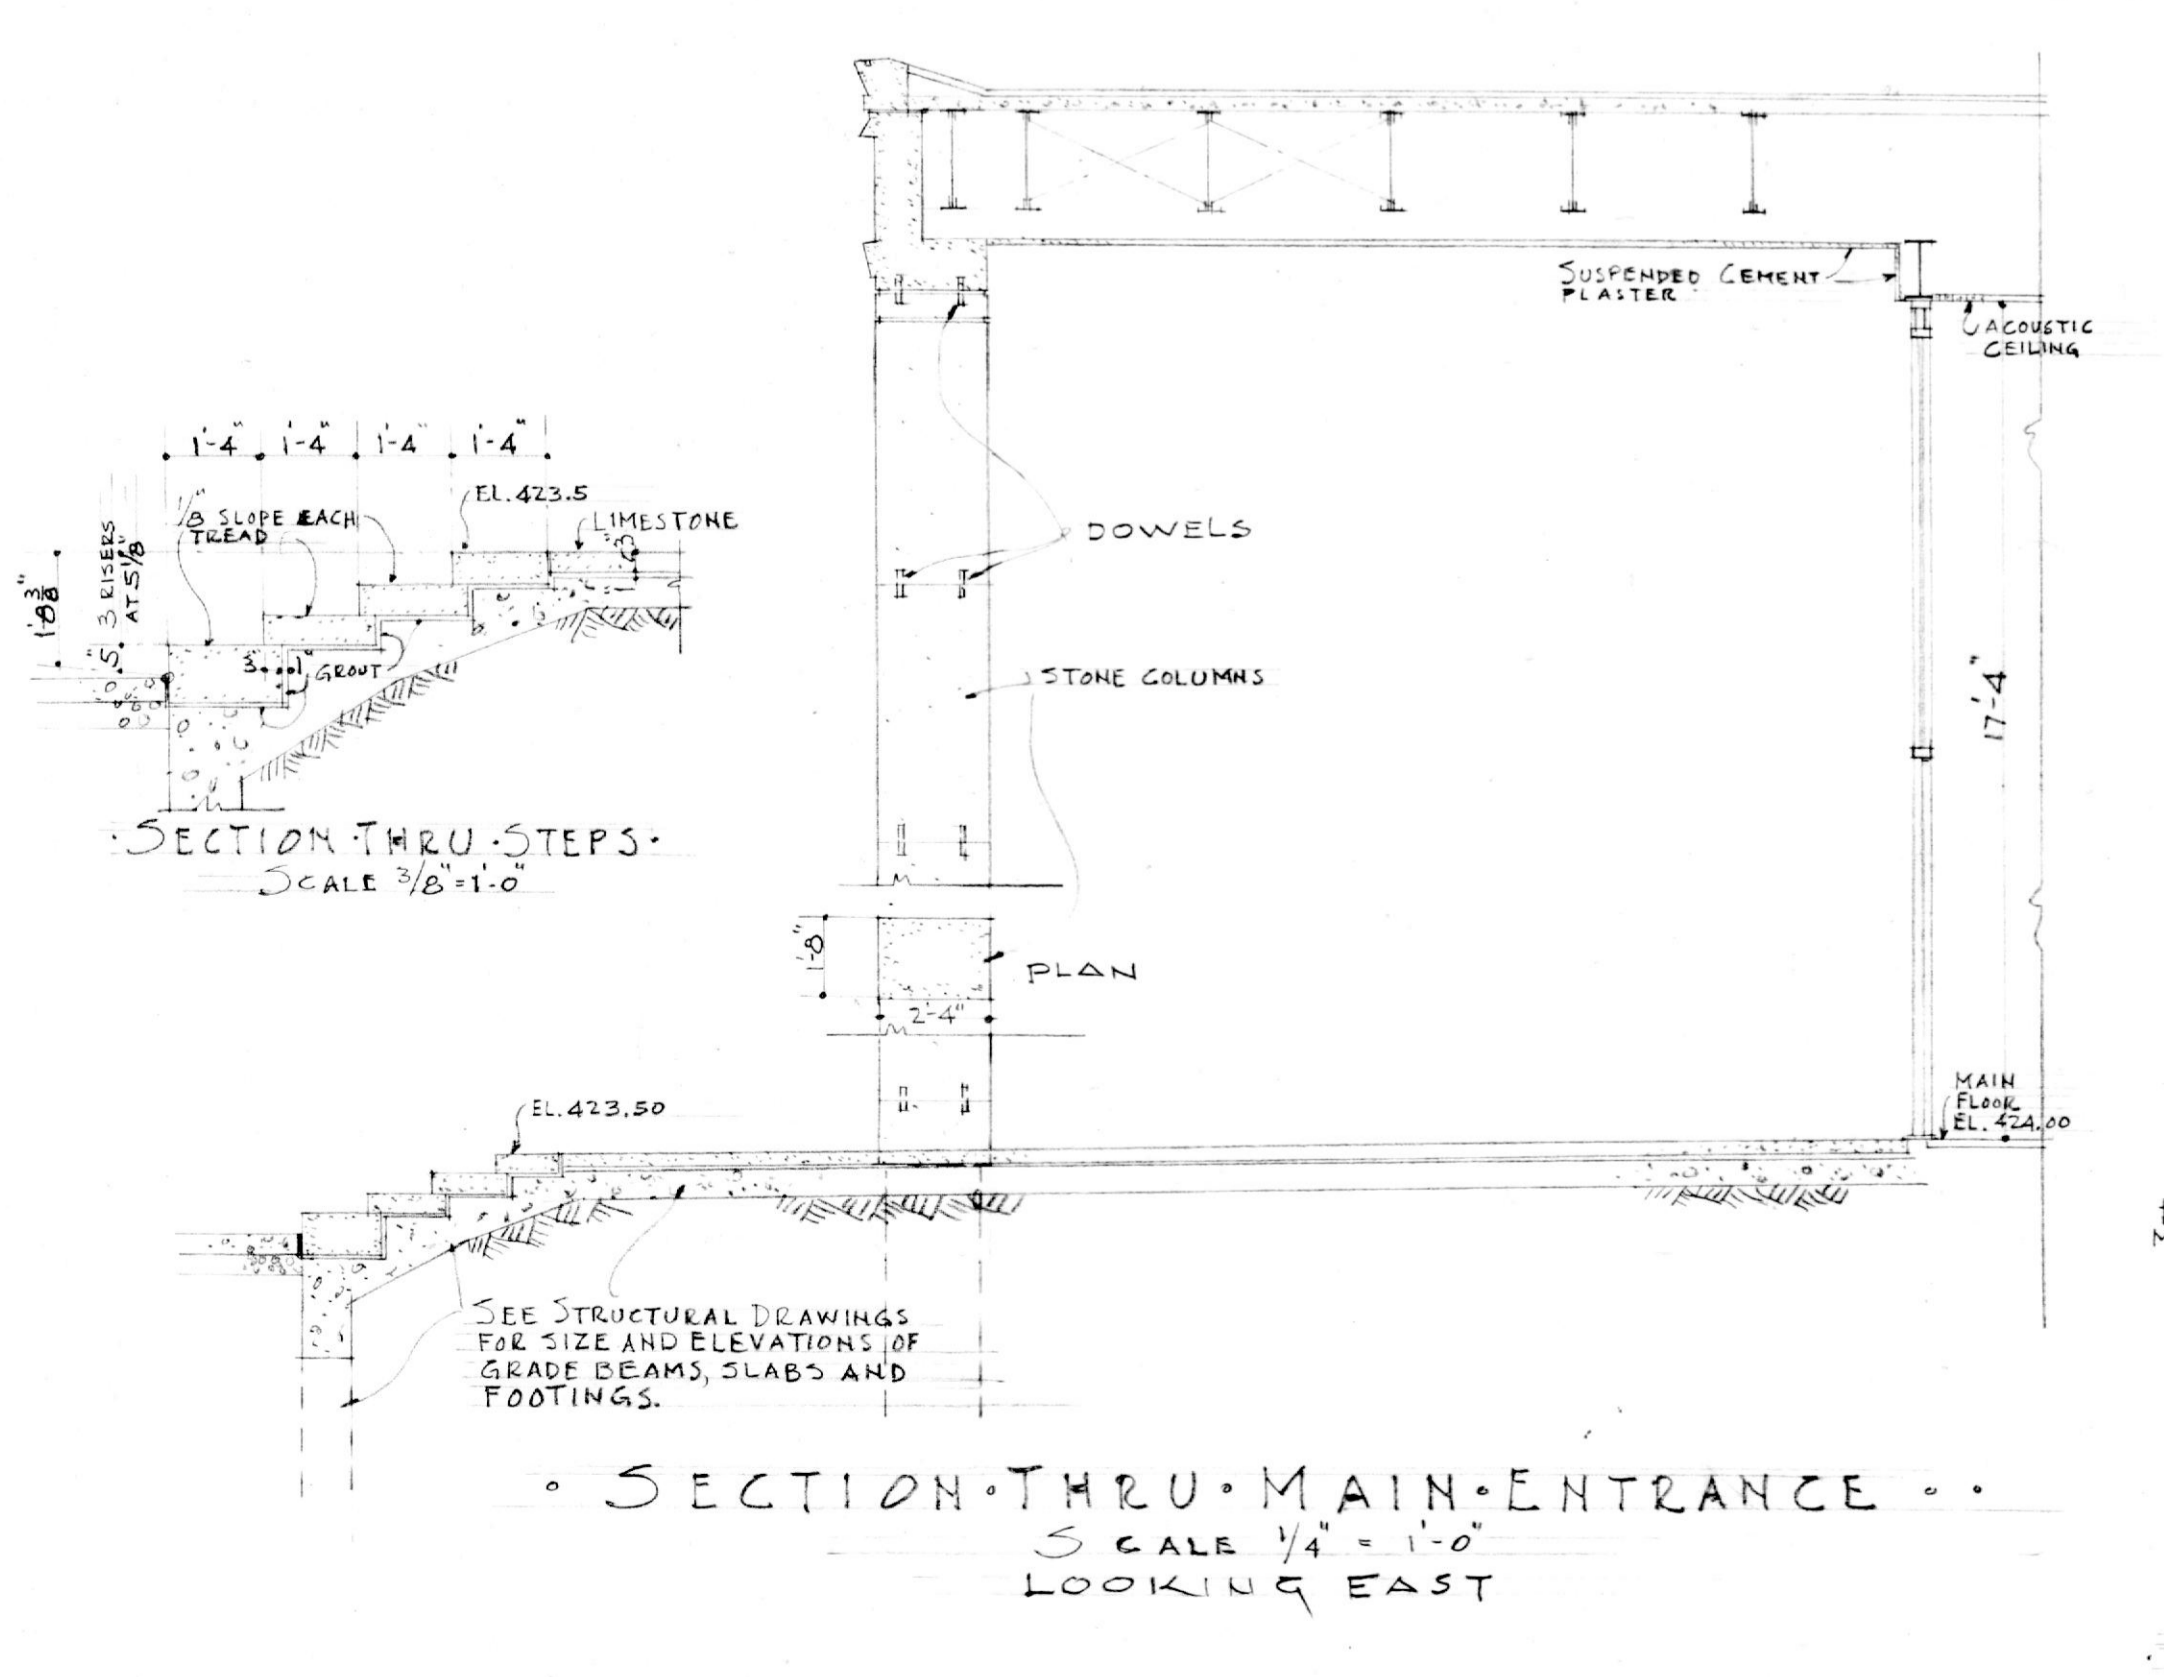 SUSPENDED CEMENT
PLASTER
ACOUSTIC
CEILING
1'-4" 1'-4" 1'-4" 1'-4"
EL. 423.5
1/8" SLOPE EACH
TREAD
LIMESTONE
3"
DOWELS
1'-8 3/8"
3 RISERS
AT 5 1/8"
5"
3" 1"
GROUT
STONE COLUMNS
17'-4"
·SECTION·THRU·STEPS·
SCALE 3/8"=1'-0"
1'-8"
PLAN
2'-4"
MAIN
FLOOR
EL. 424.00
EL. 423.50
SEE STRUCTURAL DRAWINGS
FOR SIZE AND ELEVATIONS OF
GRADE BEAMS, SLABS AND
FOOTINGS.
·SECTION·THRU·MAIN·ENTRANCE··
SCALE 1/4" = 1'-0"
LOOKING EAST